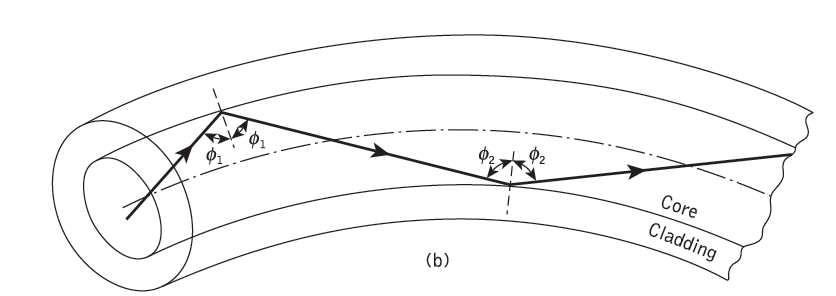 ϕ₁
ϕ₁
ϕ₂ ϕ₂
Core
Cladding
(b)